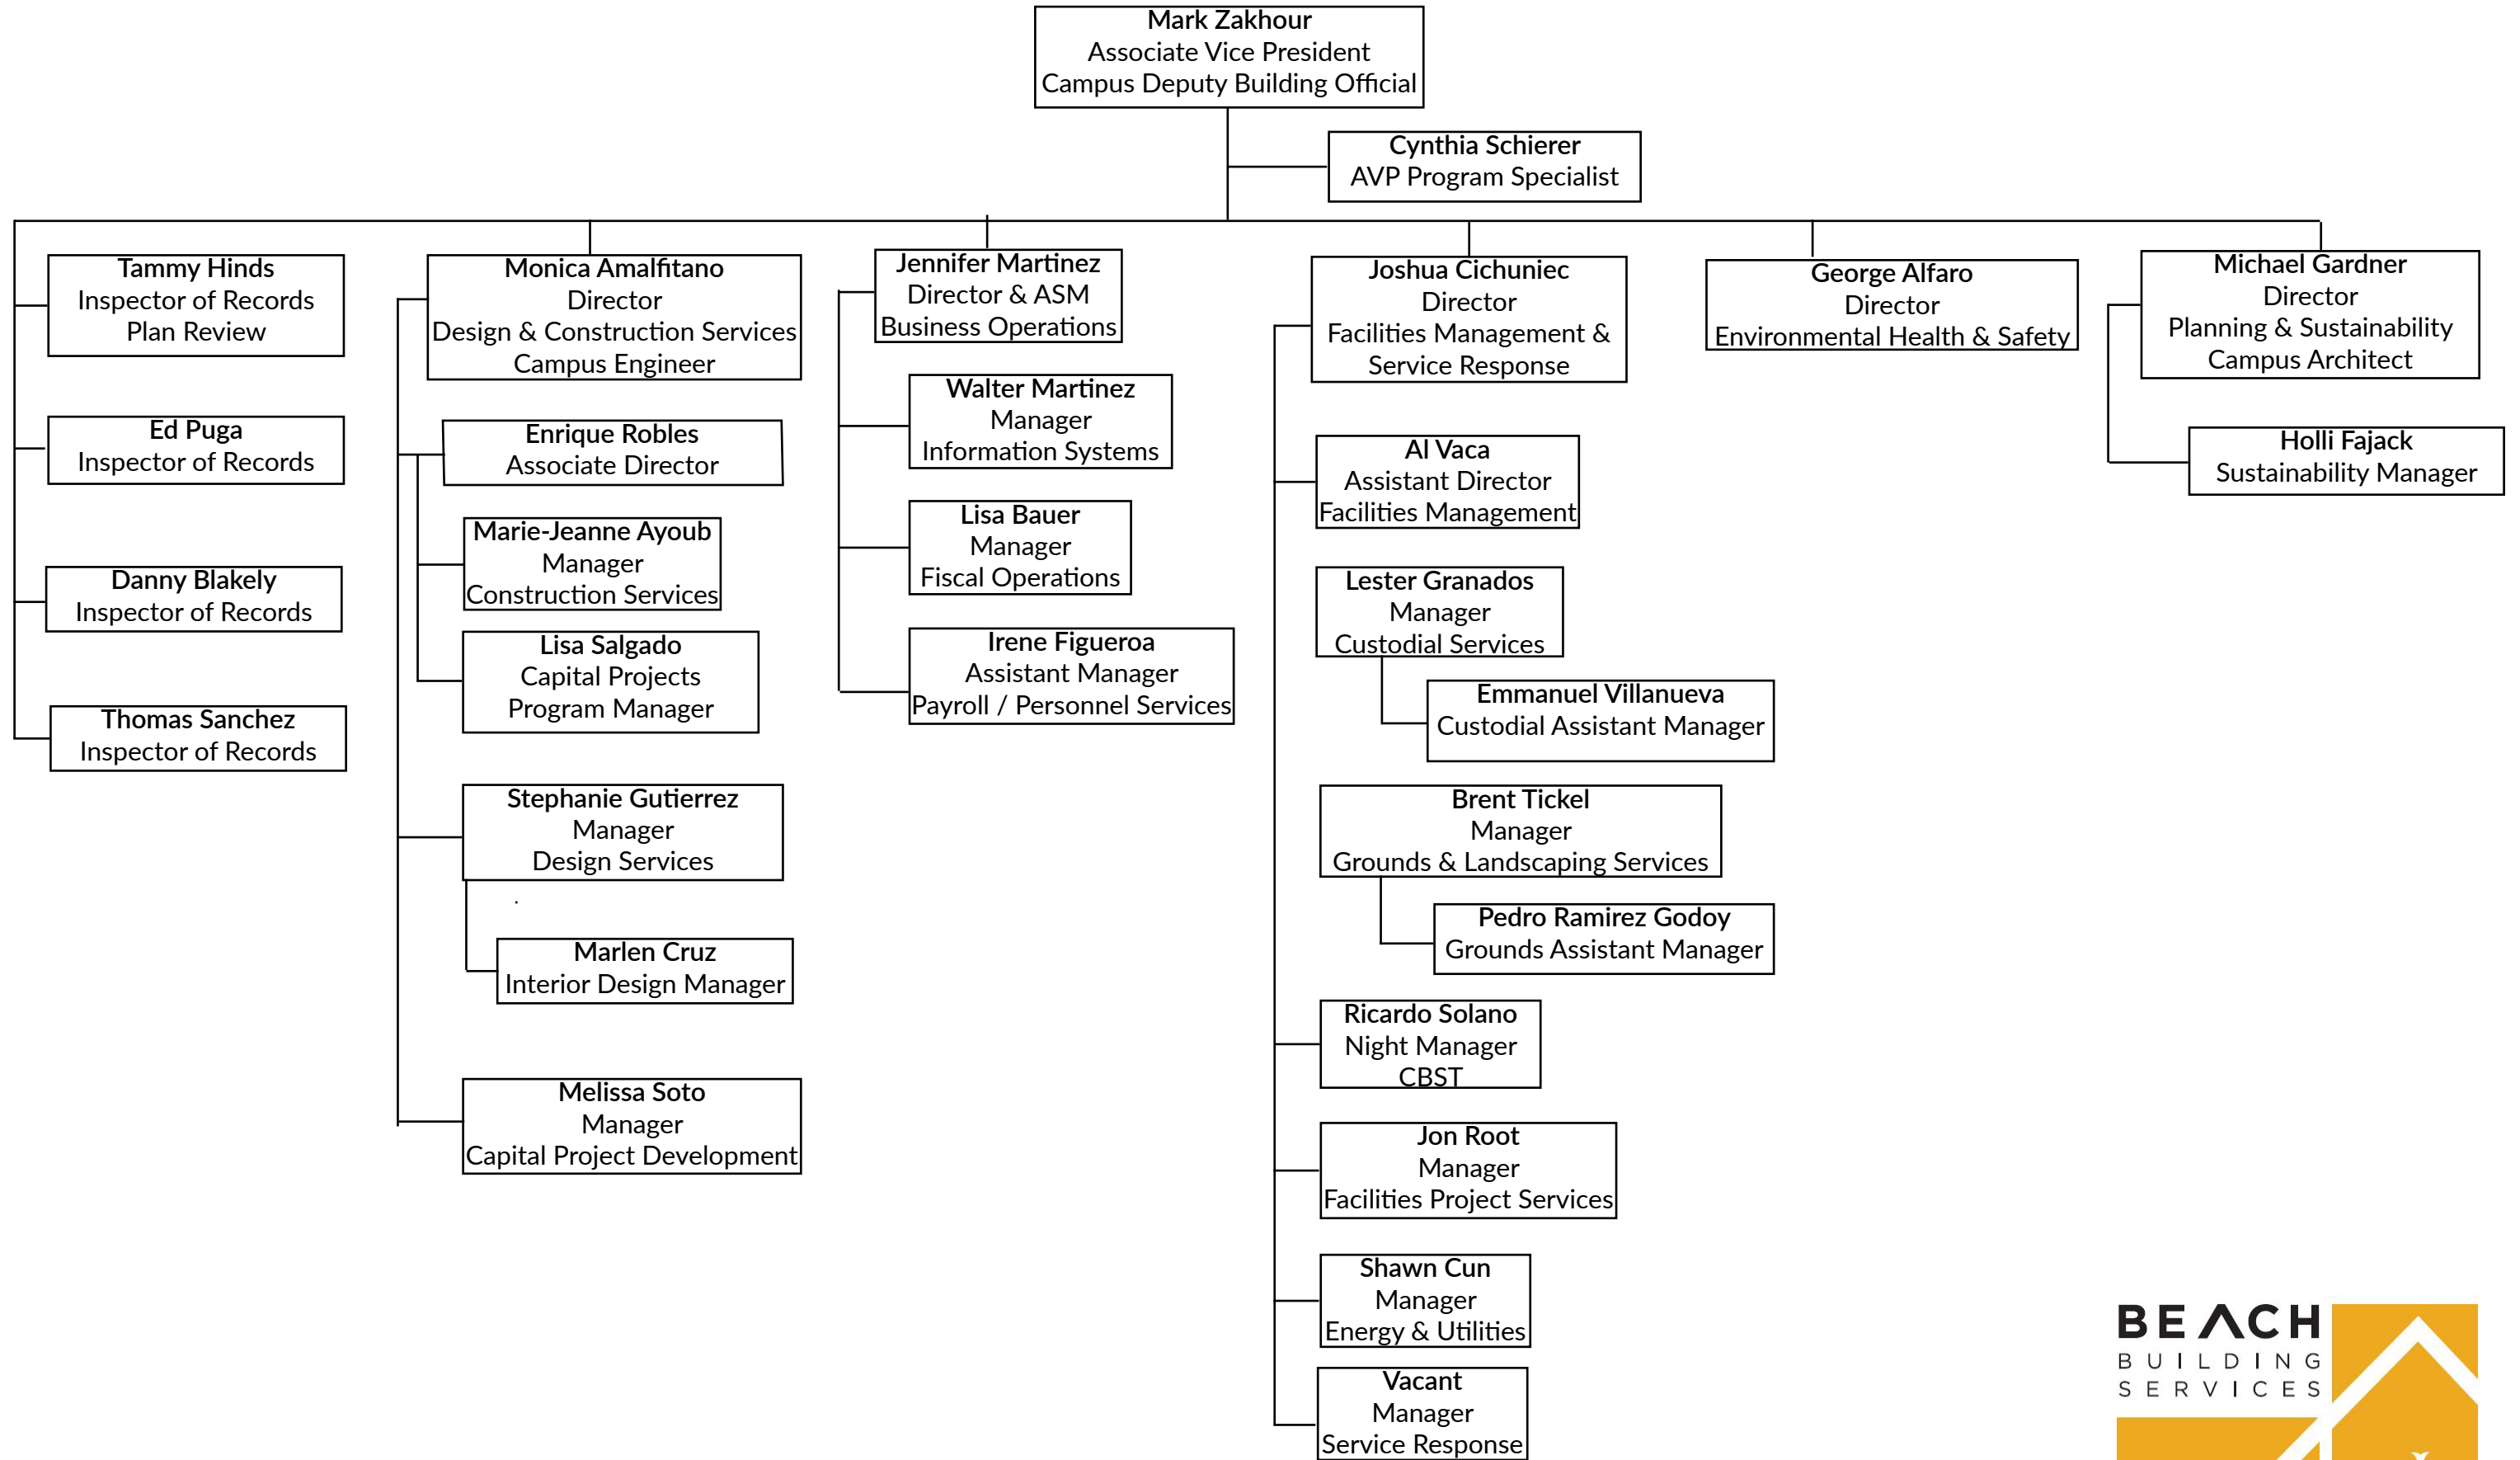 Mark Zakhour
Associate Vice President
Campus Deputy Building Official
Cynthia Schierer
AVP Program Specialist
Tammy Hinds
Inspector of Records
Plan Review
Ed Puga
Inspector of Records
Danny Blakely
Inspector of Records
Thomas Sanchez
Inspector of Records
Monica Amalfitano
Director
Design & Construction Services
Campus Engineer
Enrique Robles
Associate Director
Marie-Jeanne Ayoub
Manager
Construction Services
Lisa Salgado
Capital Projects
Program Manager
Stephanie Gutierrez
Manager
Design Services
.
Marlen Cruz
Interior Design Manager
Melissa Soto
Manager
Capital Project Development
Jennifer Martinez
Director & ASM
Business Operations
Walter Martinez
Manager
Information Systems
Lisa Bauer
Manager
Fiscal Operations
Irene Figueroa
Assistant Manager
Payroll / Personnel Services
Joshua Cichuniec
Director
Facilities Management &
Service Response
Al Vaca
Assistant Director
Facilities Management
Lester Granados
Manager
Custodial Services
Emmanuel Villanueva
Custodial Assistant Manager
Brent Tickel
Manager
Grounds & Landscaping Services
Pedro Ramirez Godoy
Grounds Assistant Manager
Ricardo Solano
Night Manager
CBST
Jon Root
Manager
Facilities Project Services
Shawn Cun
Manager
Energy & Utilities
Vacant
Manager
Service Response
George Alfaro
Director
Environmental Health & Safety
Michael Gardner
Director
Planning & Sustainability
Campus Architect
Holli Fajack
Sustainability Manager
BEACH
BUILDING
SERVICES